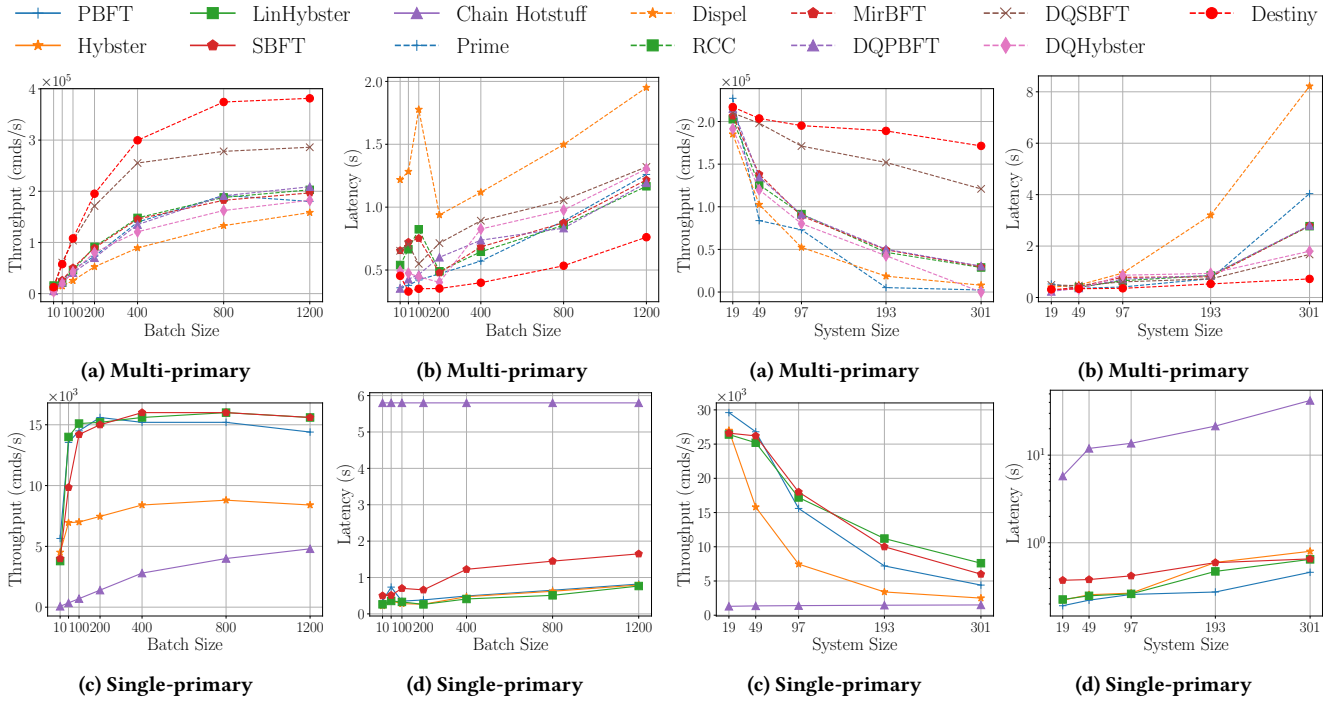 PBFT LinHybster Chain Hotstuff Dispel MirBFT DQSBFT Destiny
Hybster SBFT Prime RCC DQPBFT DQHybster
×10⁵
4
3
2
1
0
Throughput (cmds/s)
10 100 200 400 800 1200
Batch Size
(a) Multi-primary
2.0
1.5
1.0
0.5
Latency (s)
10 100 200 400 800 1200
Batch Size
(b) Multi-primary
×10⁵
2.0
1.5
1.0
0.5
0.0
Throughput (cmds/s)
19 49 97 193 301
System Size
(a) Multi-primary
8
6
4
2
0
Latency (s)
19 49 97 193 301
System Size
(b) Multi-primary
×10³
15
10
5
0
Throughput (cmds/s)
10 100 200 400 800 1200
Batch Size
(c) Single-primary
6
5
4
3
2
1
0
Latency (s)
10 100 200 400 800 1200
Batch Size
(d) Single-primary
×10³
30
25
20
15
10
5
0
Throughput (cmds/s)
19 49 97 193 301
System Size
(c) Single-primary
10¹
10⁰
Latency (s)
19 49 97 193 301
System Size
(d) Single-primary